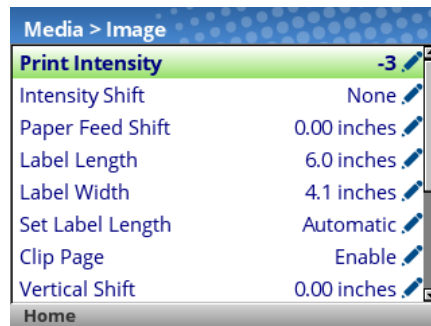 Media > Image
Print Intensity -3
Intensity Shift None
Paper Feed Shift 0.00 inches
Label Length 6.0 inches
Label Width 4.1 inches
Set Label Length Automatic
Clip Page Enable
Vertical Shift 0.00 inches
Home